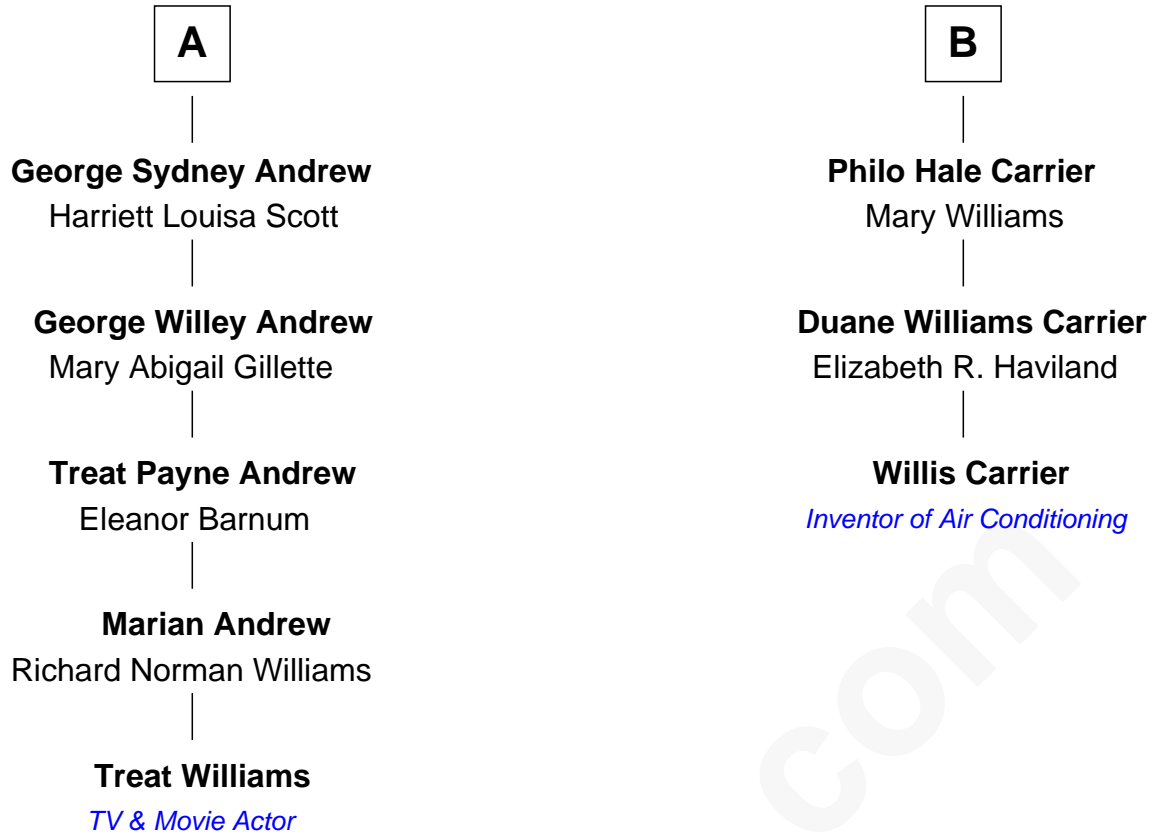 A
George Sydney Andrew
Harriett Louisa Scott
George Willey Andrew
Mary Abigail Gillette
Treat Payne Andrew
Eleanor Barnum
Marian Andrew
Richard Norman Williams
Treat Williams
TV & Movie Actor
B
Philo Hale Carrier
Mary Williams
Duane Williams Carrier
Elizabeth R. Haviland
Willis Carrier
Inventor of Air Conditioning
com